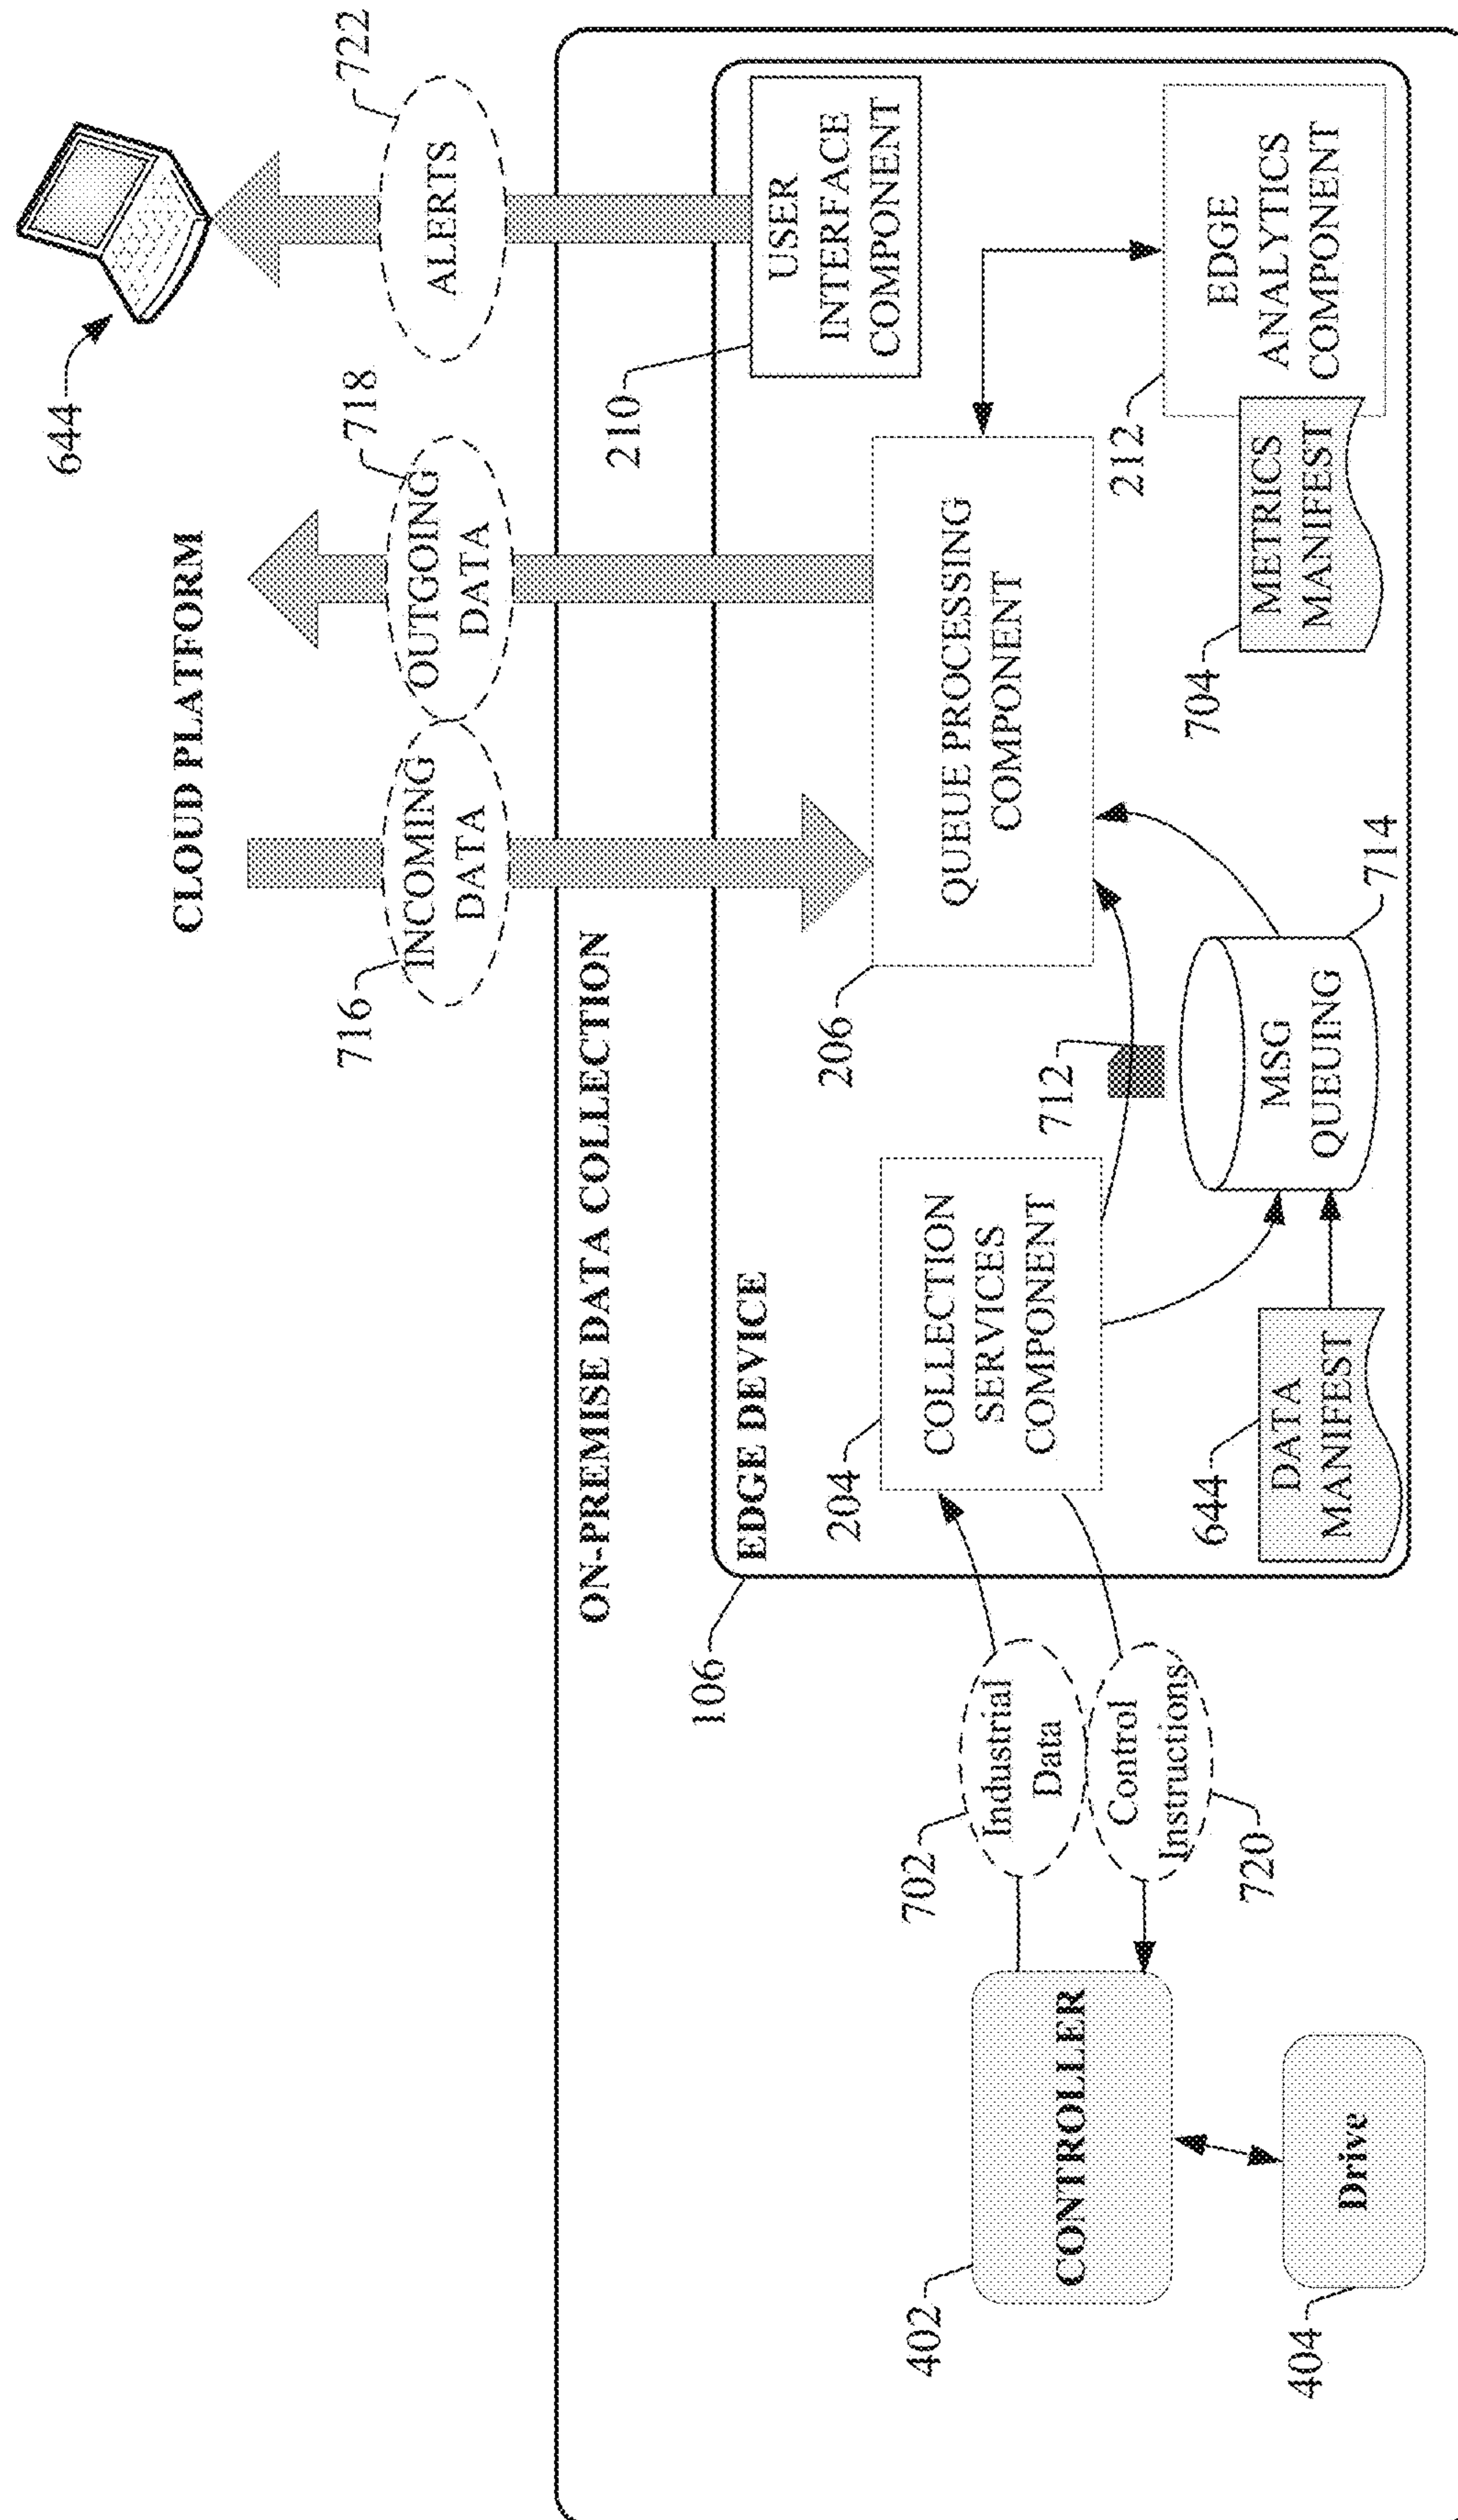 644
CLOUD PLATFORM
716
INCOMING
DATA
718
OUTGOING
DATA
722
ALERTS
ON-PREMISE DATA COLLECTION
106
EDGE DEVICE
210
USER
INTERFACE
COMPONENT
204
COLLECTION
SERVICES
COMPONENT
206
QUEUE PROCESSING
COMPONENT
702
Industrial
Data
Control
Instructions
720
402
CONTROLLER
404
Drive
712
644
DATA
MANIFEST
MSG
QUEUING
714
704
METRICS
MANIFEST
212
EDGE
ANALYTICS
COMPONENT